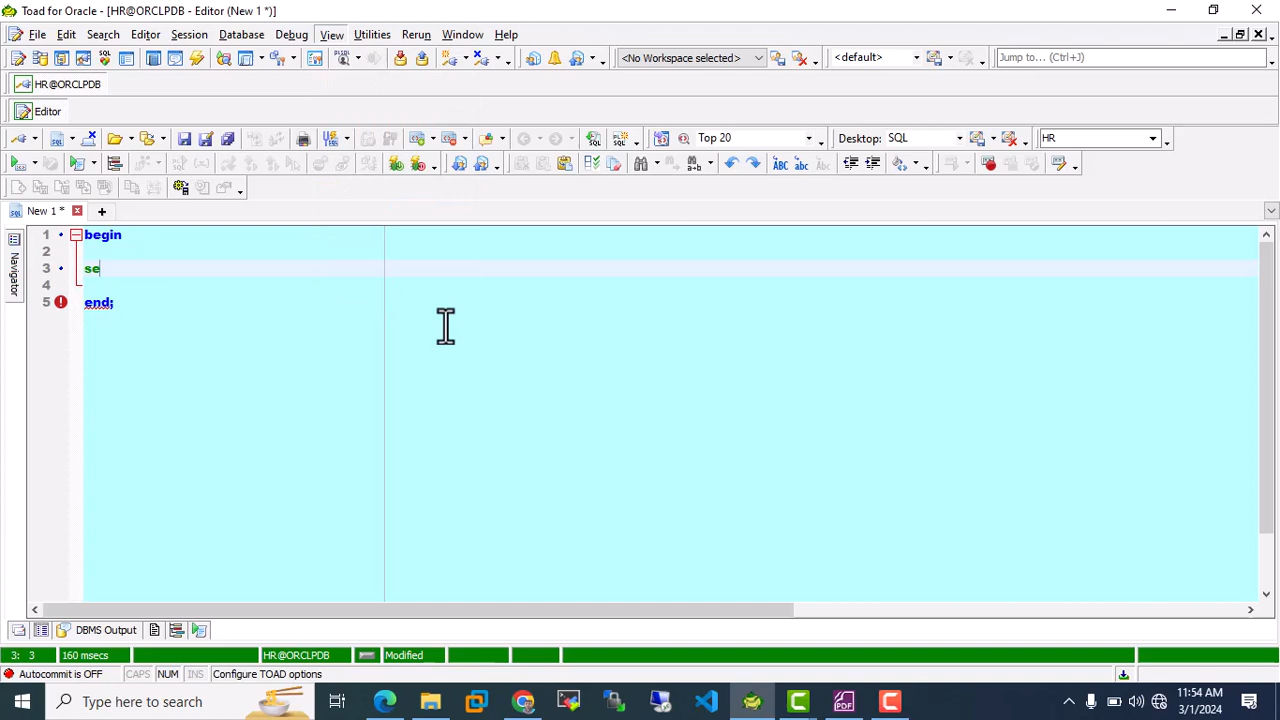 Toad for Oracle - [HR@ORCLPDB - Editor (New 1 *)]
File Edit Search Editor Session Database Debug View Utilities Rerun Window Help
<No Workspace selected> <default> Jump to... (Ctrl+J)
HR@ORCLPDB
Editor
SQL Top 20 Desktop: SQL HR
ABC abc
New 1 *
1 begin
2
3 se
4
5 end;
Navigator
DBMS Output
3: 3 160 msecs HR@ORCLPDB Modified
Autocommit is OFF CAPS NUM INS Configure TOAD options
Type here to search
11:54 AM
3/1/2024